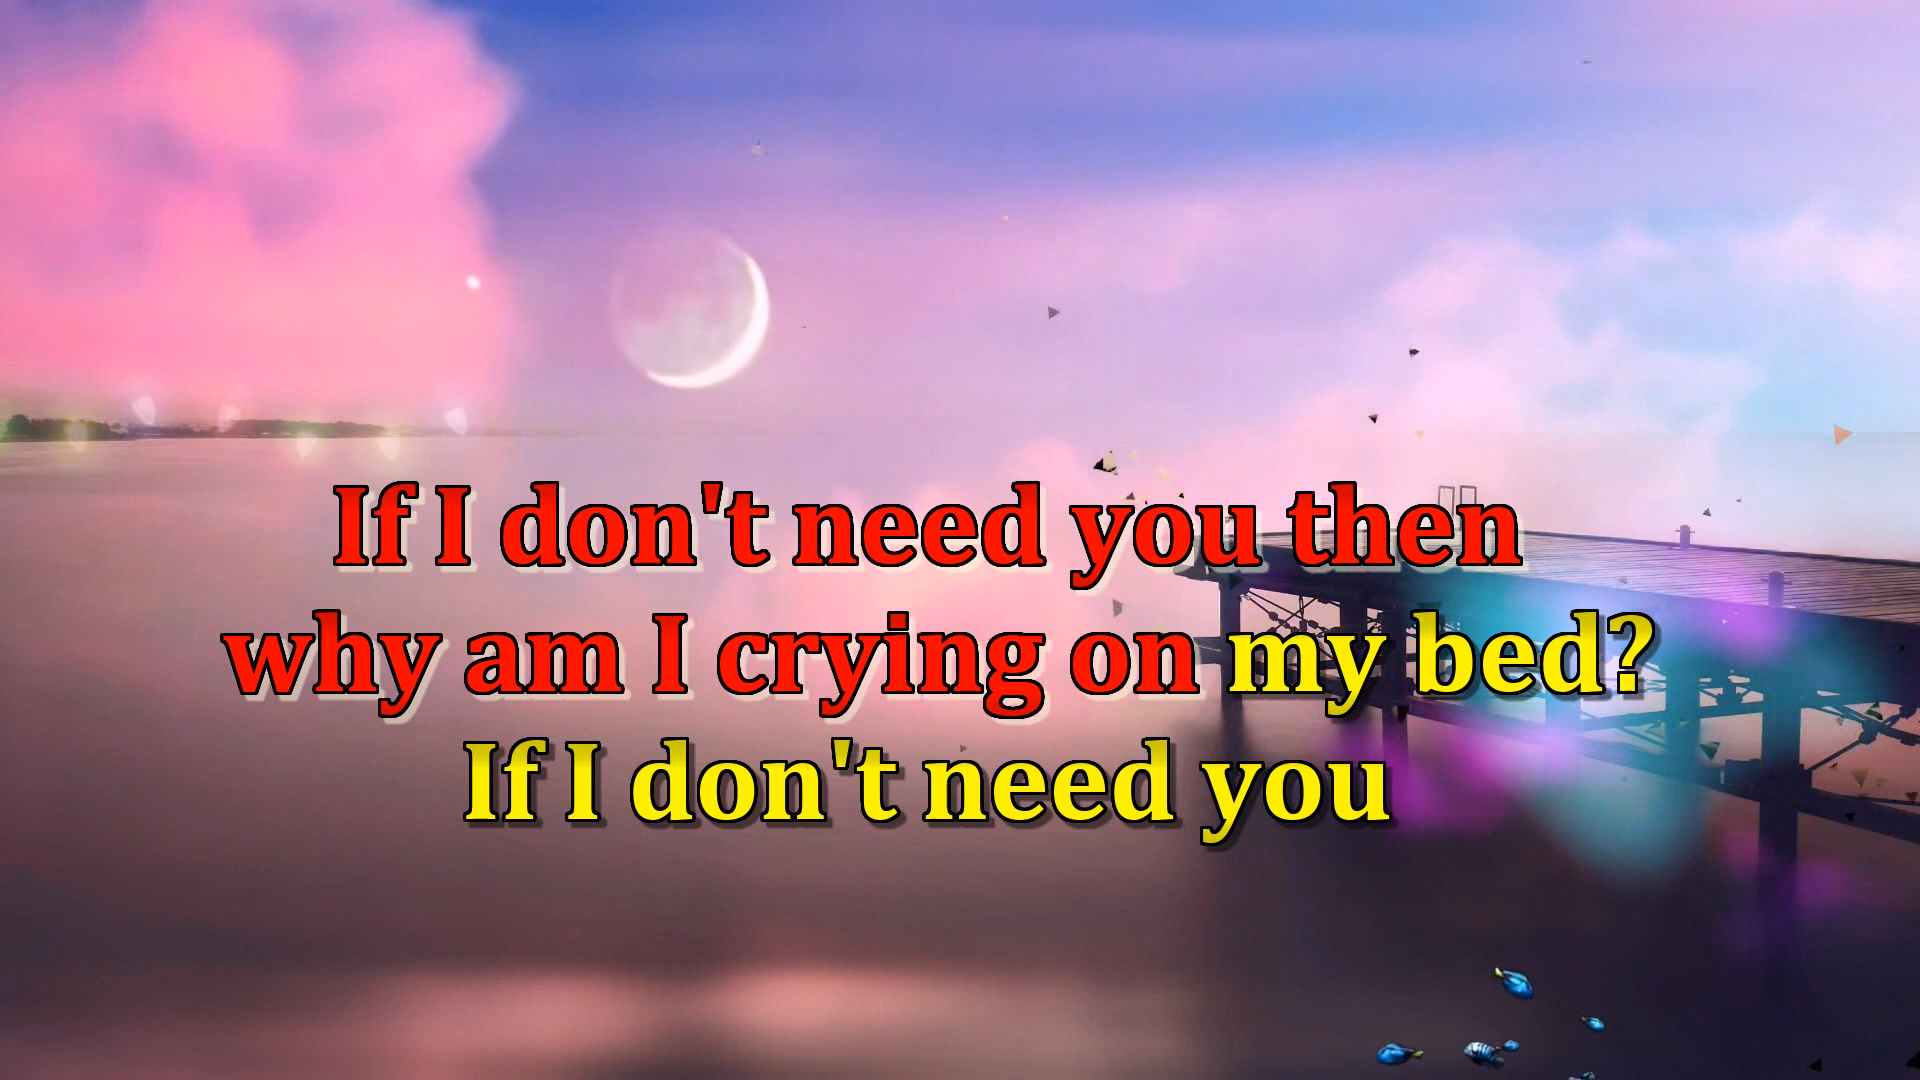 If I don't need you then
why am I crying on my bed?
If I don't need you